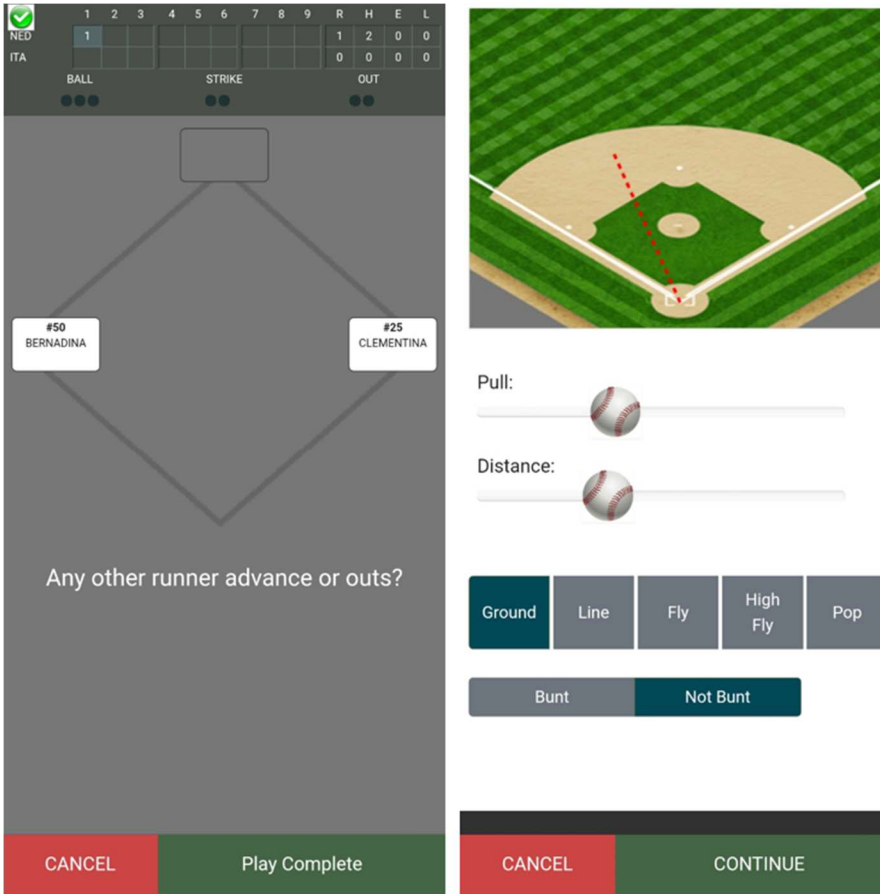 1 2 3 4 5 6 7 8 9 R H E L
NED 1 1 2 0 0
ITA 0 0 0 0
BALL STRIKE OUT
#50
BERNADINA
#25
CLEMENTINA
Any other runner advance or outs?
CANCEL Play Complete
Pull:
Distance:
Ground Line Fly High Fly Pop
Bunt Not Bunt
CANCEL CONTINUE